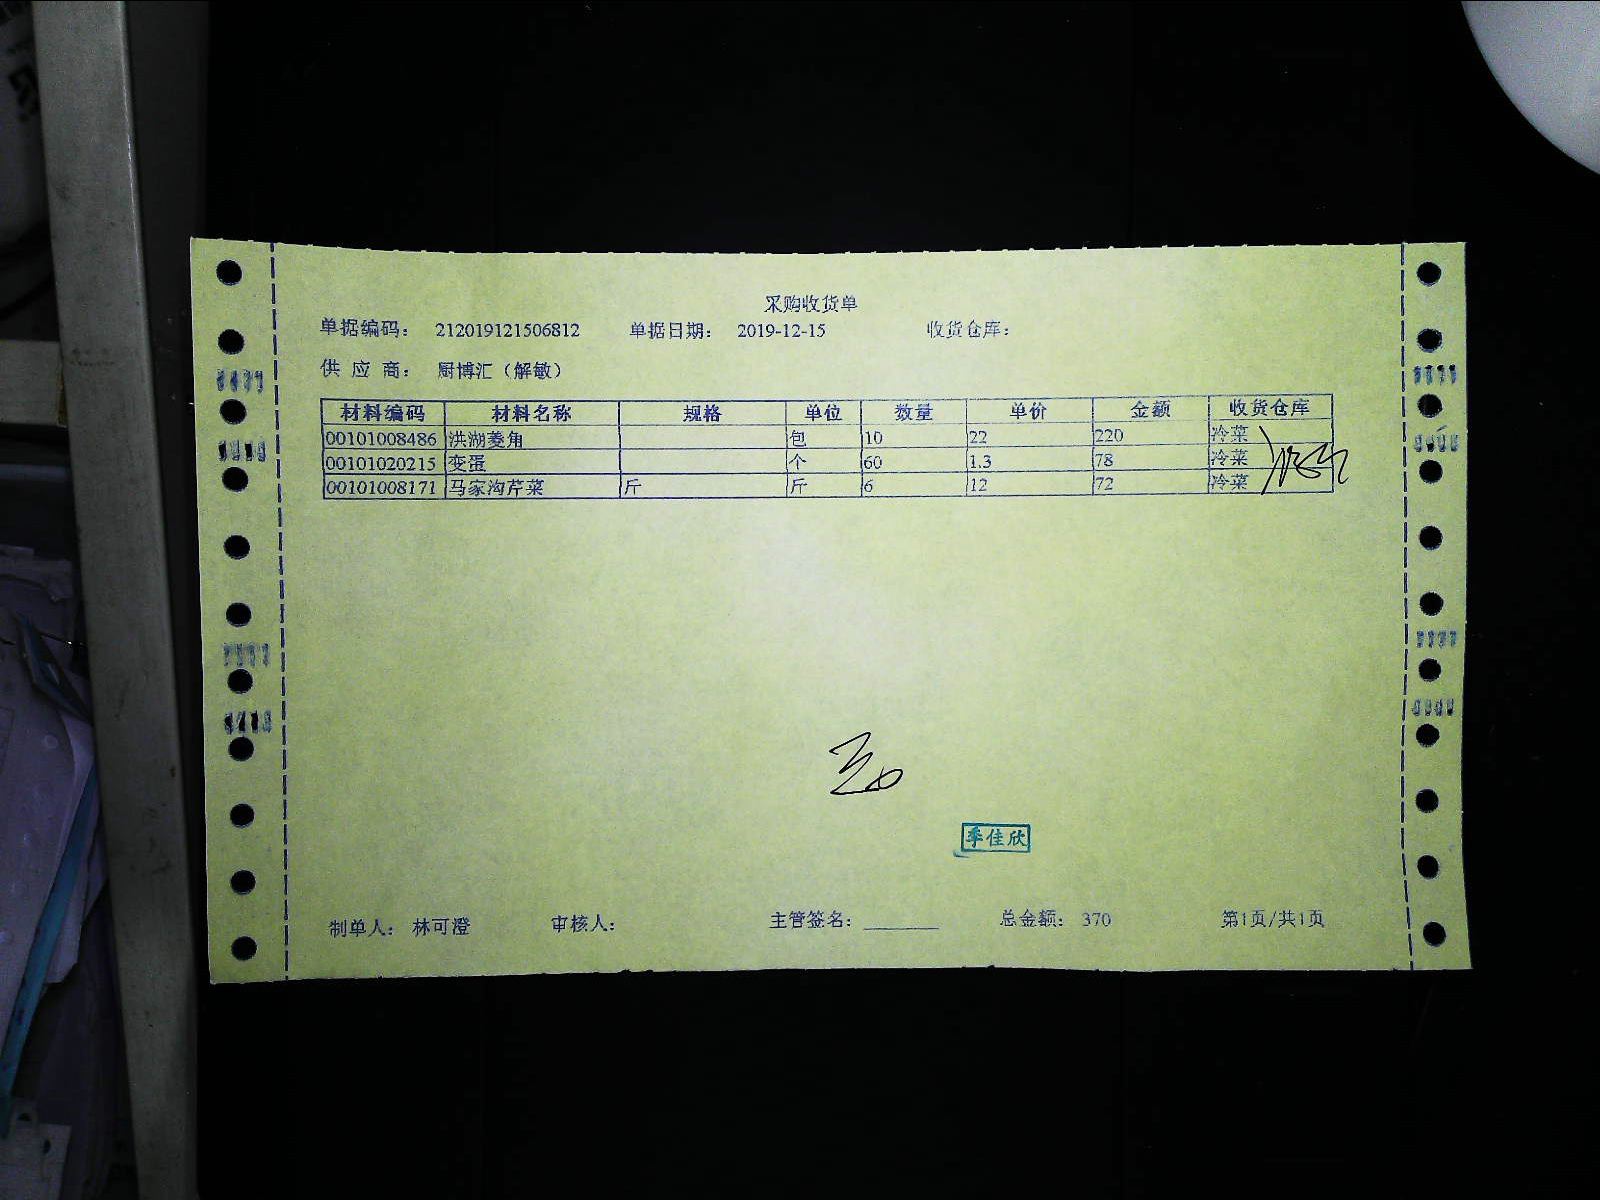 采购收货单
单据编码： 212019121506812 单据日期： 2019-12-15 收货仓库：
供 应 商： 厨博汇（解敏）
材料编码 材料名称 规格 单位 数量 单价 金额 收货仓库
00101008486 洪湖菱角 包 10 22 220 冷菜
00101020215 变蛋 个 60 1.3 78 冷菜
00101008171 马家沟芹菜 斤 斤 6 12 72 冷菜
季佳欣
制单人： 林可澄 审核人： 主管签名： ________ 总金额： 370 第1页/共1页